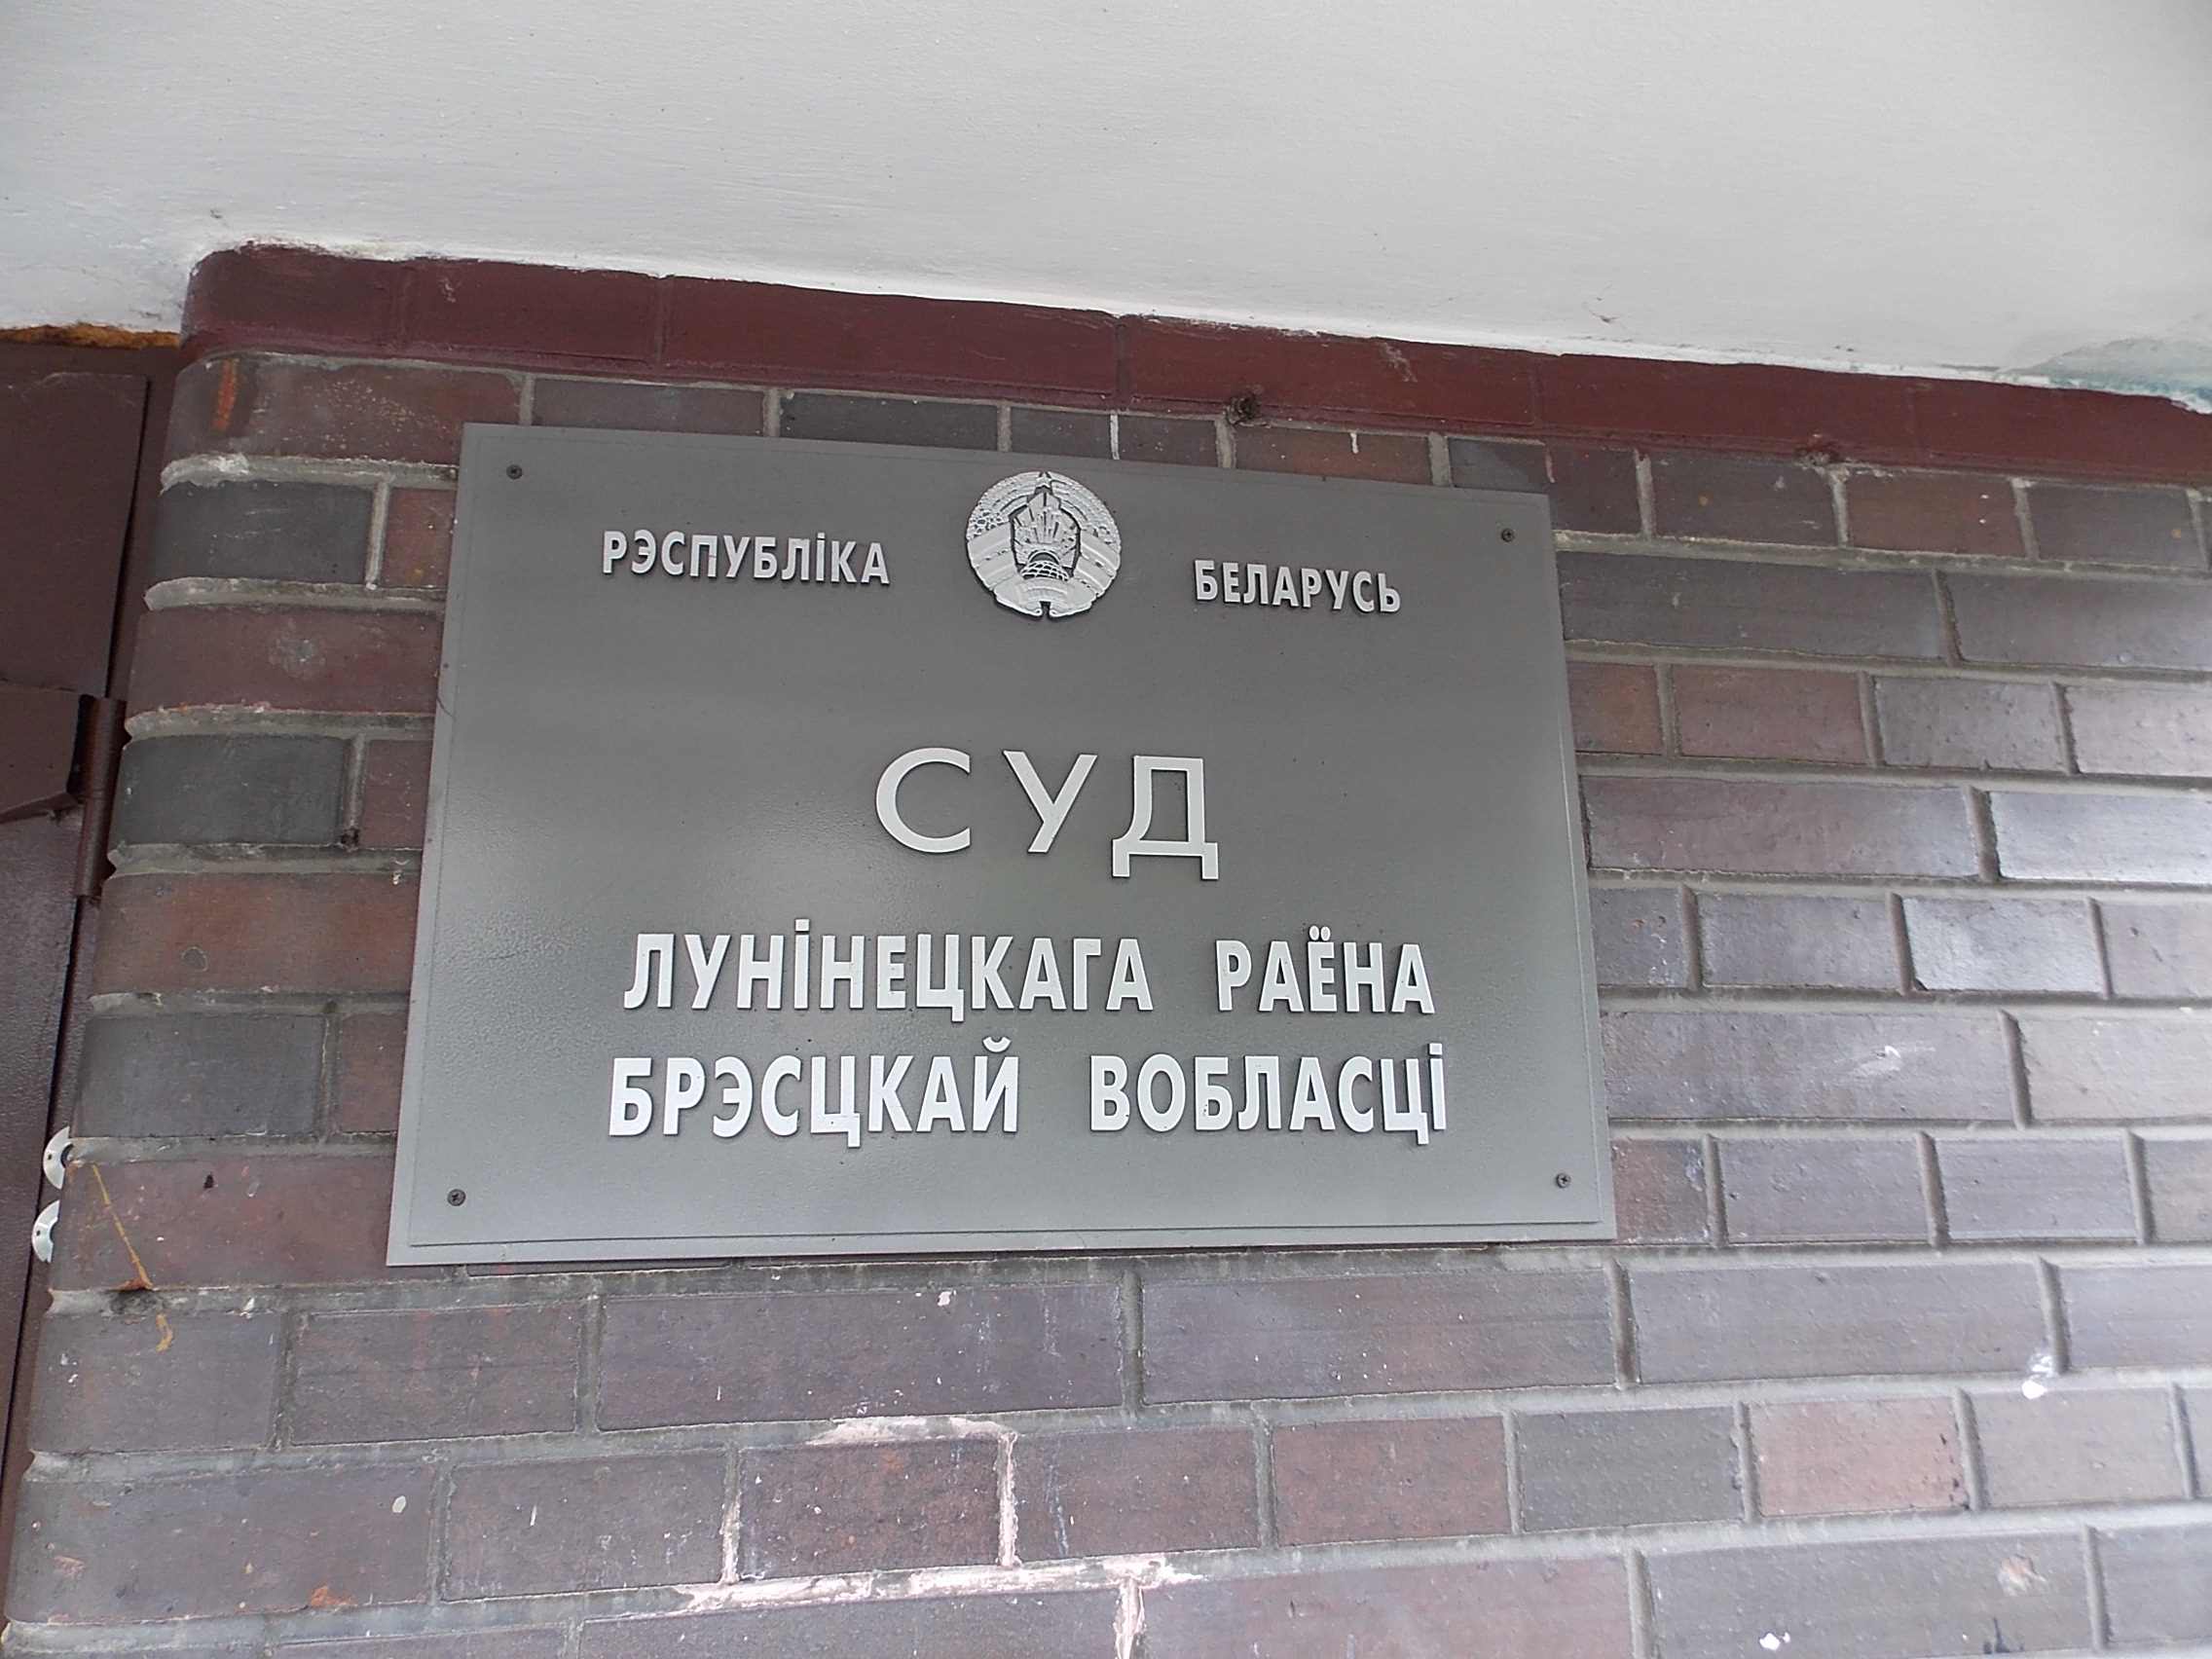 РЭСПУБЛІКА БЕЛАРУСЬ
СУД
ЛУНІНЕЦКАГА РАЁНА
БРЭСЦКАЙ ВОБЛАСЦІ